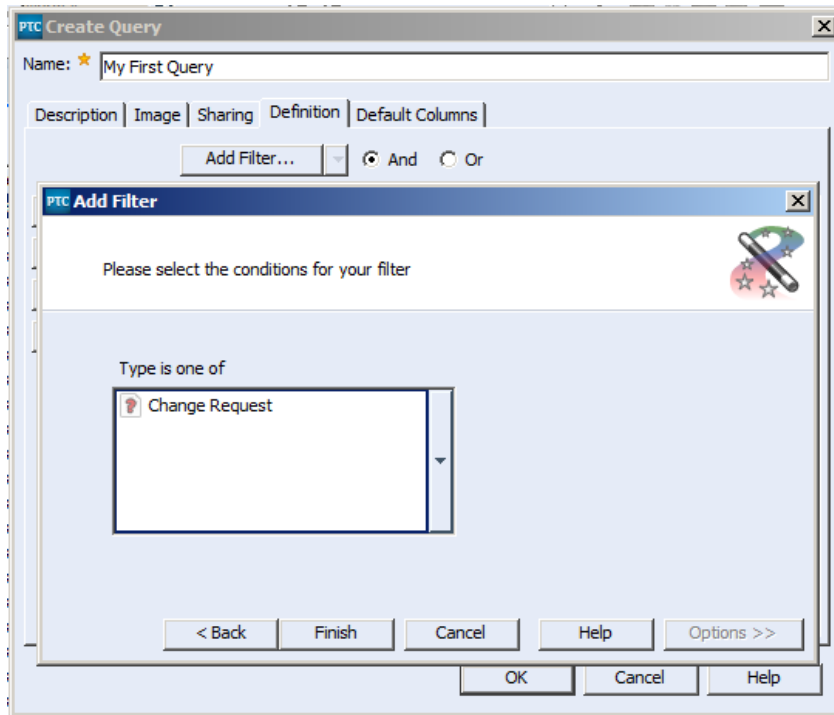 PTC Create Query
Name: My First Query
Description Image Sharing Definition Default Columns
Add Filter... And Or
PTC Add Filter
Please select the conditions for your filter
Type is one of
Change Request
< Back Finish Cancel Help Options >>
OK Cancel Help